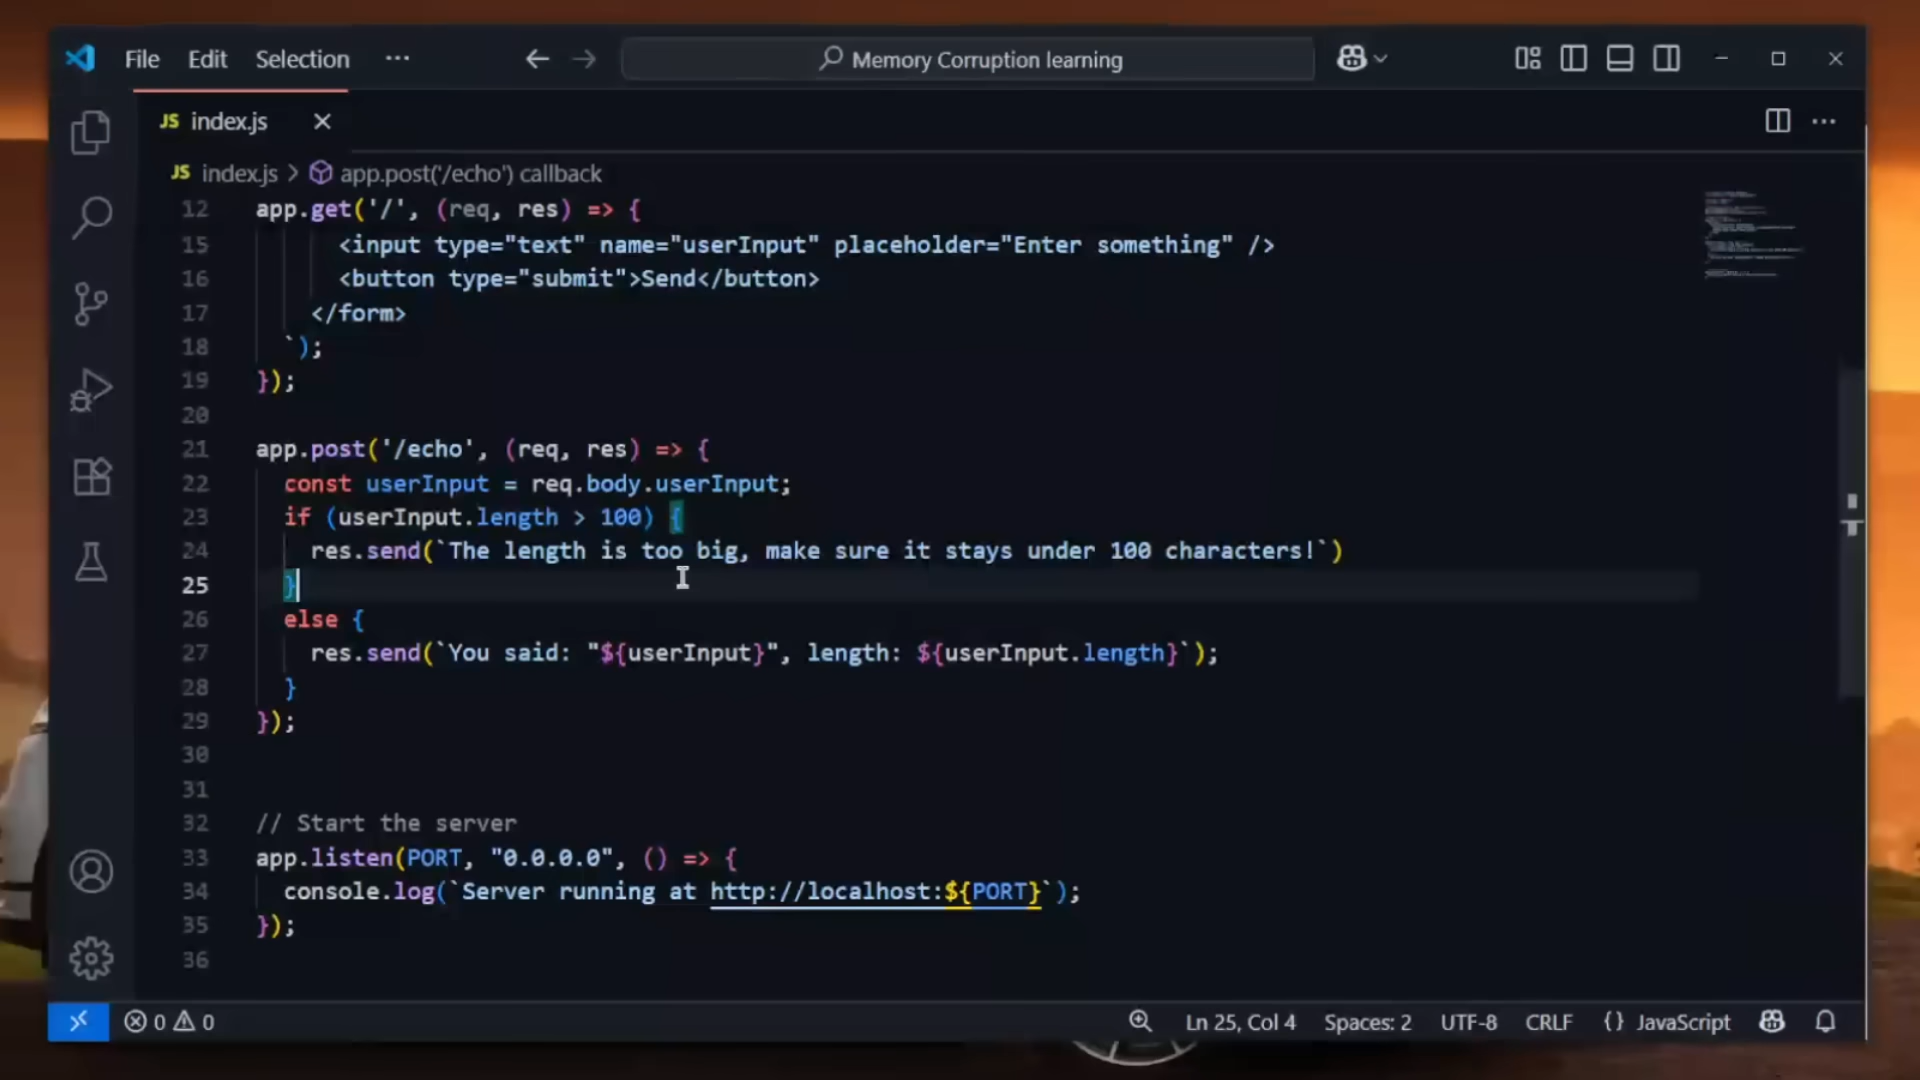 File Edit Selection ··· Memory Corruption learning
JS index.js
JS index.js > app.post('/echo') callback
12 app.get('/', (req, res) => {
15 <input type="text" name="userInput" placeholder="Enter something" />
16 <button type="submit">Send</button>
17 </form>
18 `);
19 });
20
21 app.post('/echo', (req, res) => {
22 const userInput = req.body.userInput;
23 if (userInput.length > 100) {
24 res.send(`The length is too big, make sure it stays under 100 characters!`)
25 }
26 else {
27 res.send(`You said: "${userInput}", length: ${userInput.length}`);
28 }
29 });
30
31
32 // Start the server
33 app.listen(PORT, "0.0.0.0", () => {
34 console.log(`Server running at http://localhost:${PORT}`);
35 });
36
0 0 Ln 25, Col 4 Spaces: 2 UTF-8 CRLF {} JavaScript